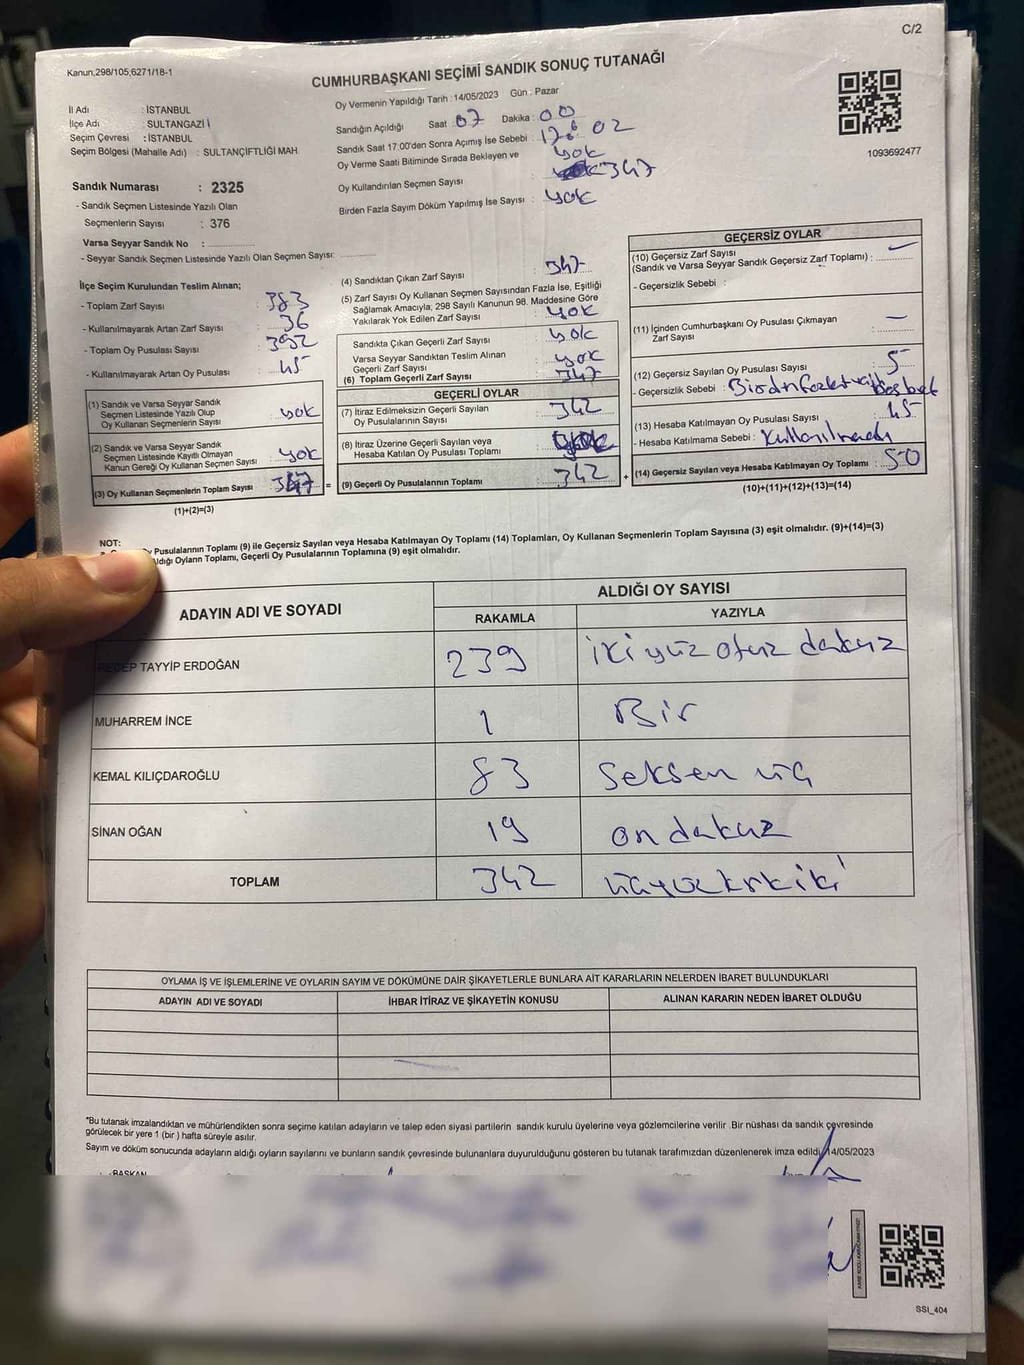 C/2
Kanun,298/105,6271/18-1
CUMHURBAŞKANI SEÇİMİ SANDIK SONUÇ TUTANAĞI
İl Adı : İSTANBUL
İlçe Adı : SULTANGAZİ
Seçim Çevresi : İSTANBUL
Seçim Bölgesi (Mahalle Adı) : SULTANÇİFTLİĞİ MAH.
Oy Vermenin Yapıldığı Tarih :14/05/2023 Gün : Pazar
Sandığın Açıldığı Saat : 07 Dakika : 00
Sandık Saat 17:00'den Sonra Açımış İse Sebebi : 17:02
Oy Verme Saati Bitiminde Sırada Bekleyen ve yok
Oy Kullandırılan Seçmen Sayısı : 347
Birden Fazla Sayım Döküm Yapılmış İse Sayısı : yok
1093692477
Sandık Numarası : 2325
- Sandık Seçmen Listesinde Yazılı Olan
Seçmenlerin Sayısı : 376
Varsa Seyyar Sandık No :
- Seyyar Sandık Seçmen Listesinde Yazılı Olan Seçmen Sayısı:
İlçe Seçim Kurulundan Teslim Alınan;
- Toplam Zarf Sayısı : 383
- Kullanılmayarak Artan Zarf Sayısı : 36
- Toplam Oy Pusulası Sayısı : 392
- Kullanılmayarak Artan Oy Pusulası : 45
(1) Sandık ve Varsa Seyyar Sandık
Seçmen Listesinde Yazılı Olup
Oy Kullanan Seçmenlerin Sayısı : yok
(2) Sandık ve Varsa Seyyar Sandık
Seçmen Listesinde Kayıtlı Olmayan
Kanun Gereği Oy Kullanan Seçmen Sayısı : yok
(3) Oy Kullanan Seçmenlerin Toplam Sayısı : 347 =
(1)+(2)=(3)
(4) Sandıktan Çıkan Zarf Sayısı : 347
(5) Zarf Sayısı Oy Kullanan Seçmen Sayısından Fazla İse, Eşitliği
Sağlamak Amacıyla; 298 Sayılı Kanunun 98. Maddesine Göre
Yakılarak Yok Edilen Zarf Sayısı : yok
Sandıkta Çıkan Geçerli Zarf Sayısı : yok
Varsa Seyyar Sandıktan Teslim Alınan
Geçerli Zarf Sayısı : yok
(6) Toplam Geçerli Zarf Sayısı : 347
GEÇERLİ OYLAR
(7) İtiraz Edilmeksizin Geçerli Sayılan
Oy Pusulalarının Sayısı : 342
(8) İtiraz Üzerine Geçerli Sayılan veya
Hesaba Katılan Oy Pusulası Toplamı :
(9) Geçerli Oy Pusulalarının Toplamı : 342 +
GEÇERSİZ OYLAR
(10) Geçersiz Zarf Sayısı
(Sandık ve Varsa Seyyar Sandık Geçersiz Zarf Toplamı) : —
- Geçersizlik Sebebi :
(11) İçinden Cumhurbaşkanı Oy Pusulası Çıkmayan
Zarf Sayısı : —
(12) Geçersiz Sayılan Oy Pusulası Sayısı : 5
- Geçersizlik Sebebi :
(13) Hesaba Katılmayan Oy Pusulası Sayısı : 45
- Hesaba Katılmama Sebebi : Kullanılmadı
(14) Geçersiz Sayılan veya Hesaba Katılmayan Oy Toplamı : 50
(10)+(11)+(12)+(13)=(14)
NOT:
Pusulalarının Toplamı (9) ile Geçersiz Sayılan veya Hesaba Katılmayan Oy Toplamı (14) Toplamları, Oy Kullanan Seçmenlerin Toplam Sayısına (3) eşit olmalıdır. (9)+(14)=(3)
Oyların Toplamı, Geçerli Oy Pusulalarının Toplamına (9) eşit olmalıdır.
ADAYIN ADI VE SOYADI ALDIĞI OY SAYISI
RAKAMLA YAZIYLA
RECEP TAYYİP ERDOĞAN 239 iki yüz otuz dokuz
MUHARREM İNCE 1 Bir
KEMAL KILIÇDAROĞLU 83 Seksen üç
SİNAN OĞAN 19 on dokuz
TOPLAM 342 üçyüzkırkiki
OYLAMA İŞ VE İŞLEMLERİNE VE OYLARIN SAYIM VE DÖKÜMÜNE DAİR ŞİKAYETLERLE BUNLARA AİT KARARLARIN NELERDEN İBARET BULUNDUKLARI
ADAYIN ADI VE SOYADI İHBAR İTİRAZ VE ŞİKAYETİN KONUSU ALINAN KARARIN NEDEN İBARET OLDUĞU
*Bu tutanak imzalandıktan ve mühürlendikten sonra seçime katılan adayların ve talep eden siyasi partilerin sandık kurulu üyelerine veya gözlemcilerine verilir .Bir nüshası da sandık çevresinde
görülecek bir yere 1 (bir ) hafta süreyle asılır.
Sayım ve döküm sonucunda adayların aldığı oyların sayılarını ve bunların sandık çevresinde bulunanlara duyurulduğunu gösteren bu tutanak tarafımızdan düzenlenerek imza edildi. 14/05/2023
BAŞKAN
SSI_404